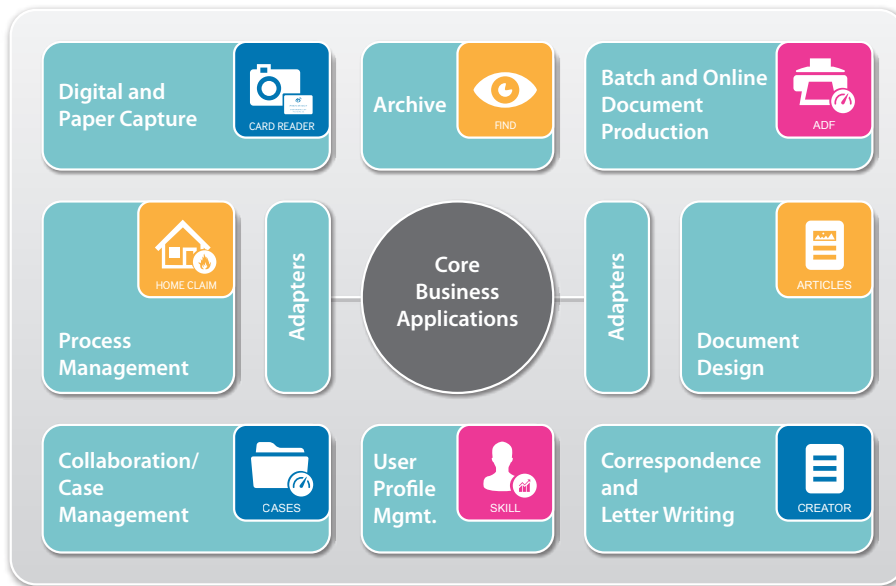 Digital and
Paper Capture
CARD READER
Archive
FIND
Batch and Online
Document
Production
ADF
HOME CLAIM
Process
Management
Adapters
Core
Business
Applications
Adapters
ARTICLES
Document
Design
Collaboration/
Case
Management
CASES
User
Profile
Mgmt.
SKILL
Correspondence
and
Letter Writing
CREATOR